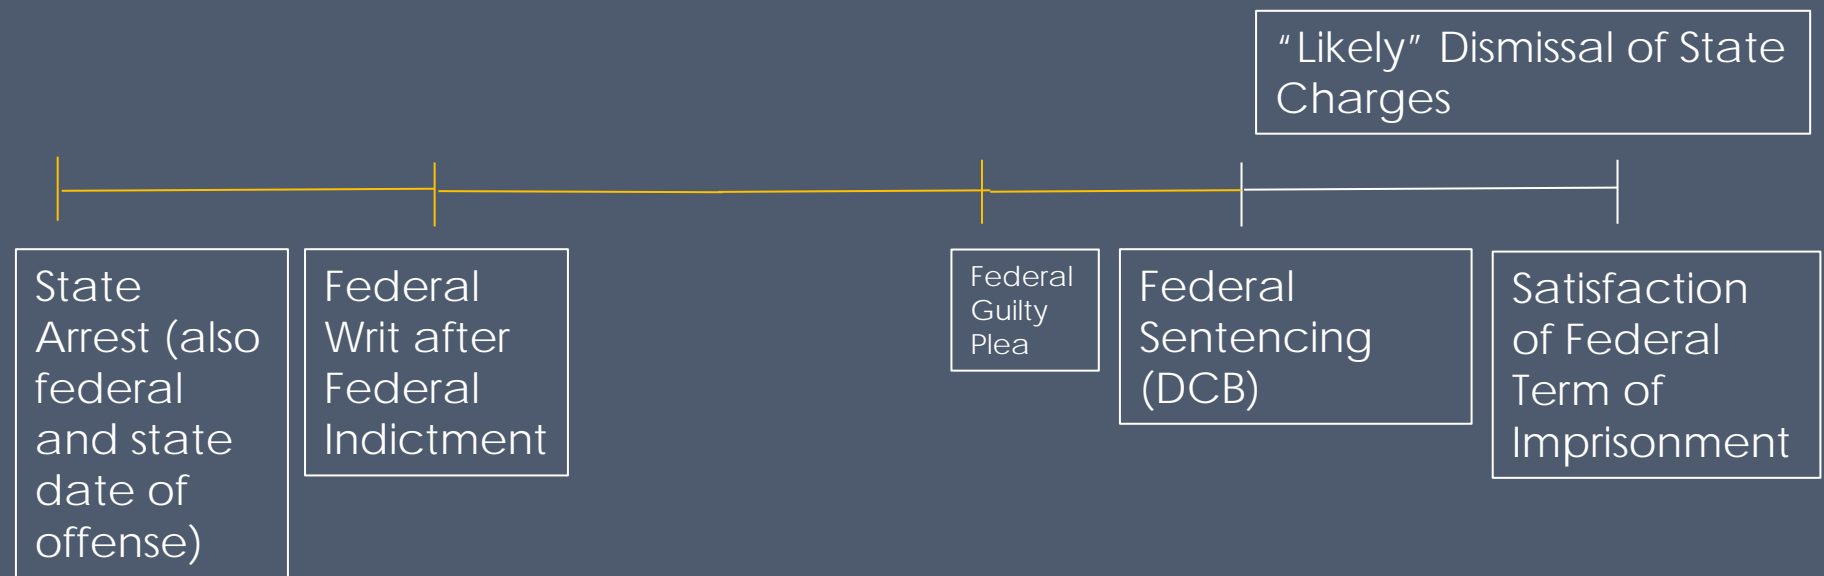 “Likely” Dismissal of State
Charges
State
Arrest (also
federal
and state
date of
offense)
Federal
Writ after
Federal
Indictment
Federal
Guilty
Plea
Federal
Sentencing
(DCB)
Satisfaction
of Federal
Term of
Imprisonment